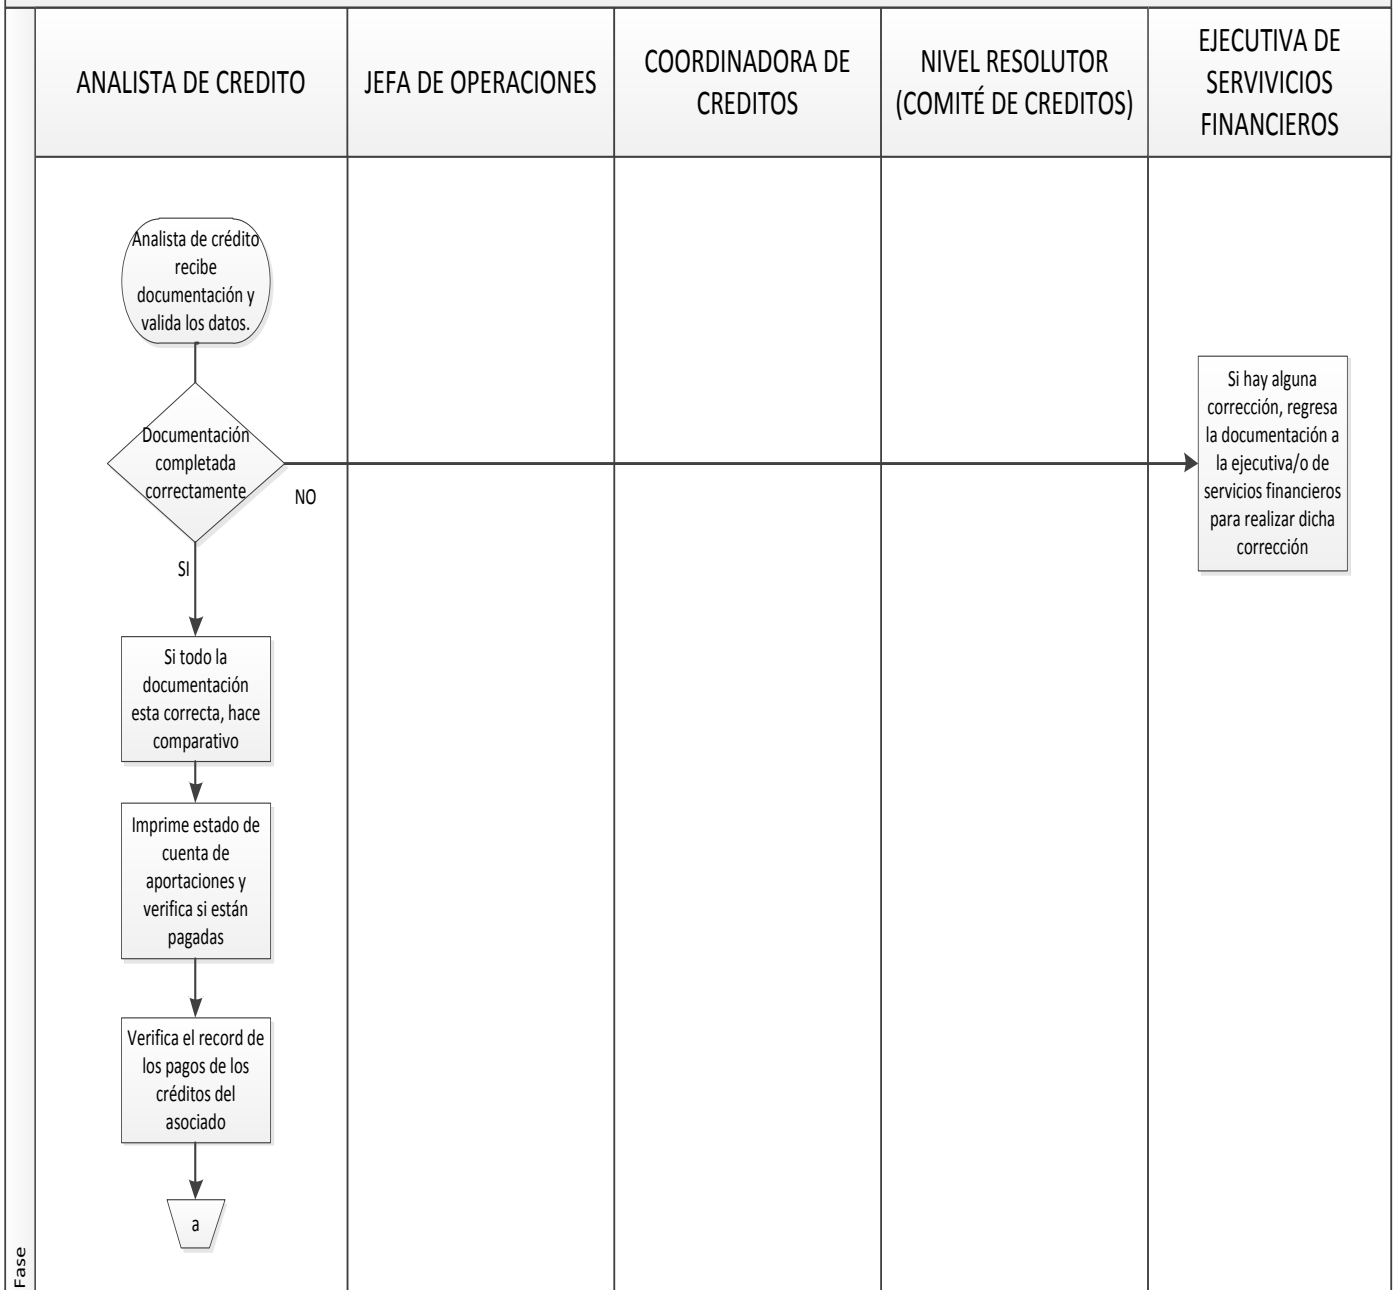 ANALISTA DE CREDITO
JEFA DE OPERACIONES
COORDINADORA DE
CREDITOS
NIVEL RESOLUTOR
(COMITÉ DE CREDITOS)
EJECUTIVA DE
SERVIVICIOS
FINANCIEROS
Analista de crédito
recibe
documentación y
valida los datos.
Documentación
completada
correctamente
NO
SI
Si hay alguna
corrección, regresa
la documentación a
la ejecutiva/o de
servicios financieros
para realizar dicha
corrección
Si todo la
documentación
esta correcta, hace
comparativo
Imprime estado de
cuenta de
aportaciones y
verifica si están
pagadas
Verifica el record de
los pagos de los
créditos del
asociado
a
Fase